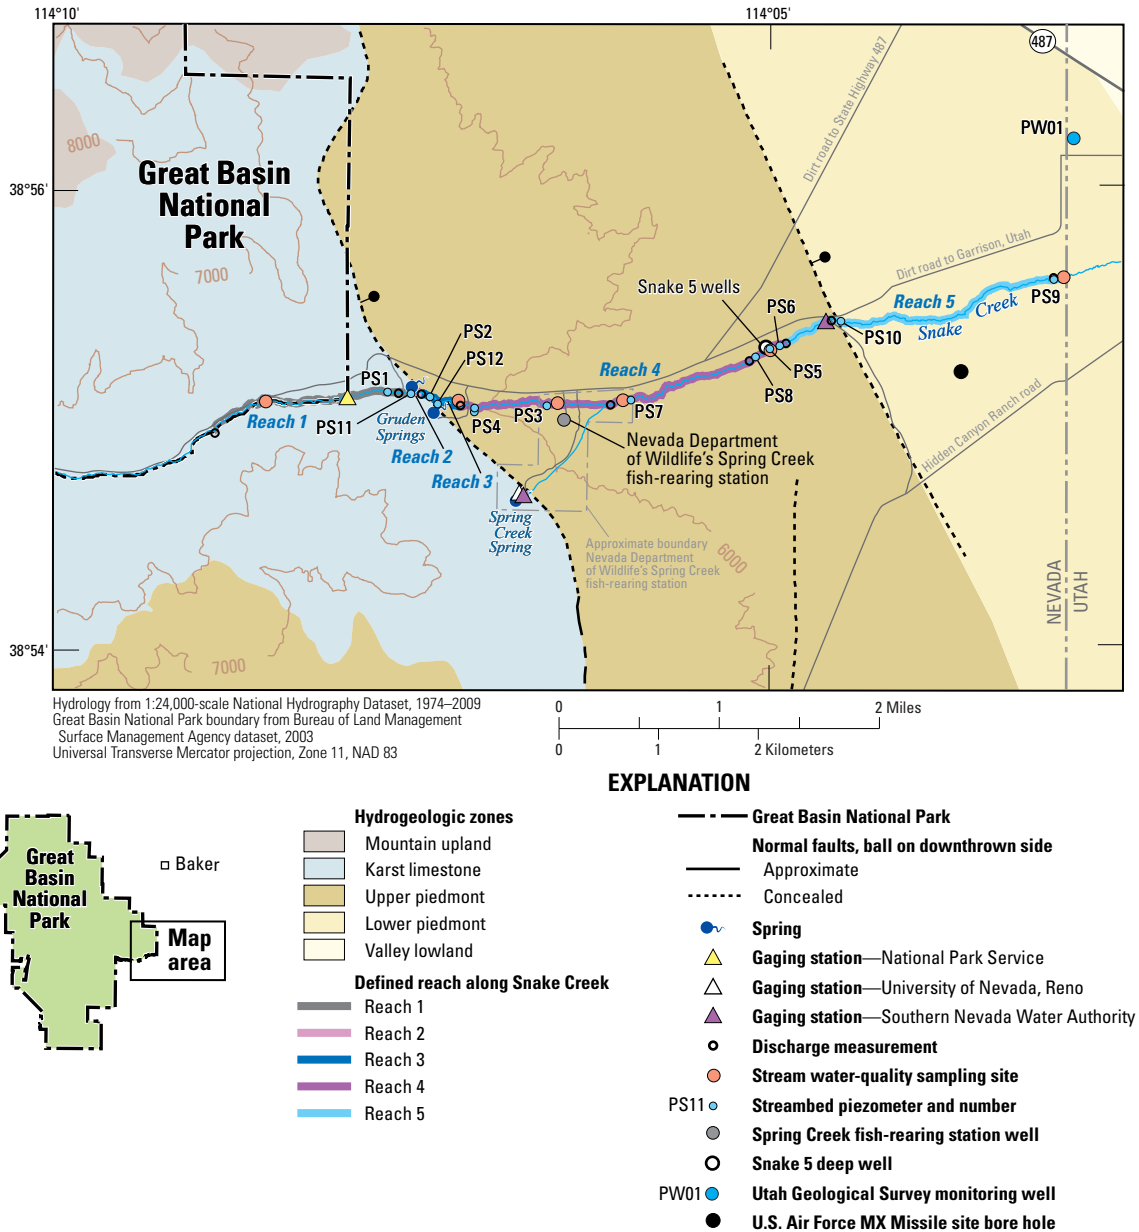 114°10'
114°05'
487
Dirt road to State Highway 487
PW01
8000
Great Basin
National
Park
38°56'
7000
Dirt road to Garrison, Utah
Snake 5 wells
PS6
Reach 5
Snake Creek
PS9
PS10
PS2
PS12
PS1
Reach 4
PS5
PS8
Reach 1
PS11
Gruden
Springs
PS3
PS4
PS7
Reach 2
Reach 3
Nevada Department
of Wildlife's Spring Creek
fish-rearing station
Hidden Canyon Ranch road
Spring
Creek
Spring
Approximate boundary
Nevada Department
of Wildlife's Spring Creek
fish-rearing station
6000
NEVADA
UTAH
38°54'
7000
Hydrology from 1:24,000-scale National Hydrography Dataset, 1974–2009
Great Basin National Park boundary from Bureau of Land Management
Surface Management Agency dataset, 2003
Universal Transverse Mercator projection, Zone 11, NAD 83
0 1 2 Miles
0 1 2 Kilometers
EXPLANATION
Great
Basin
National
Park
Baker
Map
area
Hydrogeologic zones
Mountain upland
Karst limestone
Upper piedmont
Lower piedmont
Valley lowland
Defined reach along Snake Creek
Reach 1
Reach 2
Reach 3
Reach 4
Reach 5
Great Basin National Park
Normal faults, ball on downthrown side
Approximate
Concealed
Spring
Gaging station—National Park Service
Gaging station—University of Nevada, Reno
Gaging station—Southern Nevada Water Authority
Discharge measurement
Stream water-quality sampling site
PS11 Streambed piezometer and number
Spring Creek fish-rearing station well
Snake 5 deep well
PW01 Utah Geological Survey monitoring well
U.S. Air Force MX Missile site bore hole